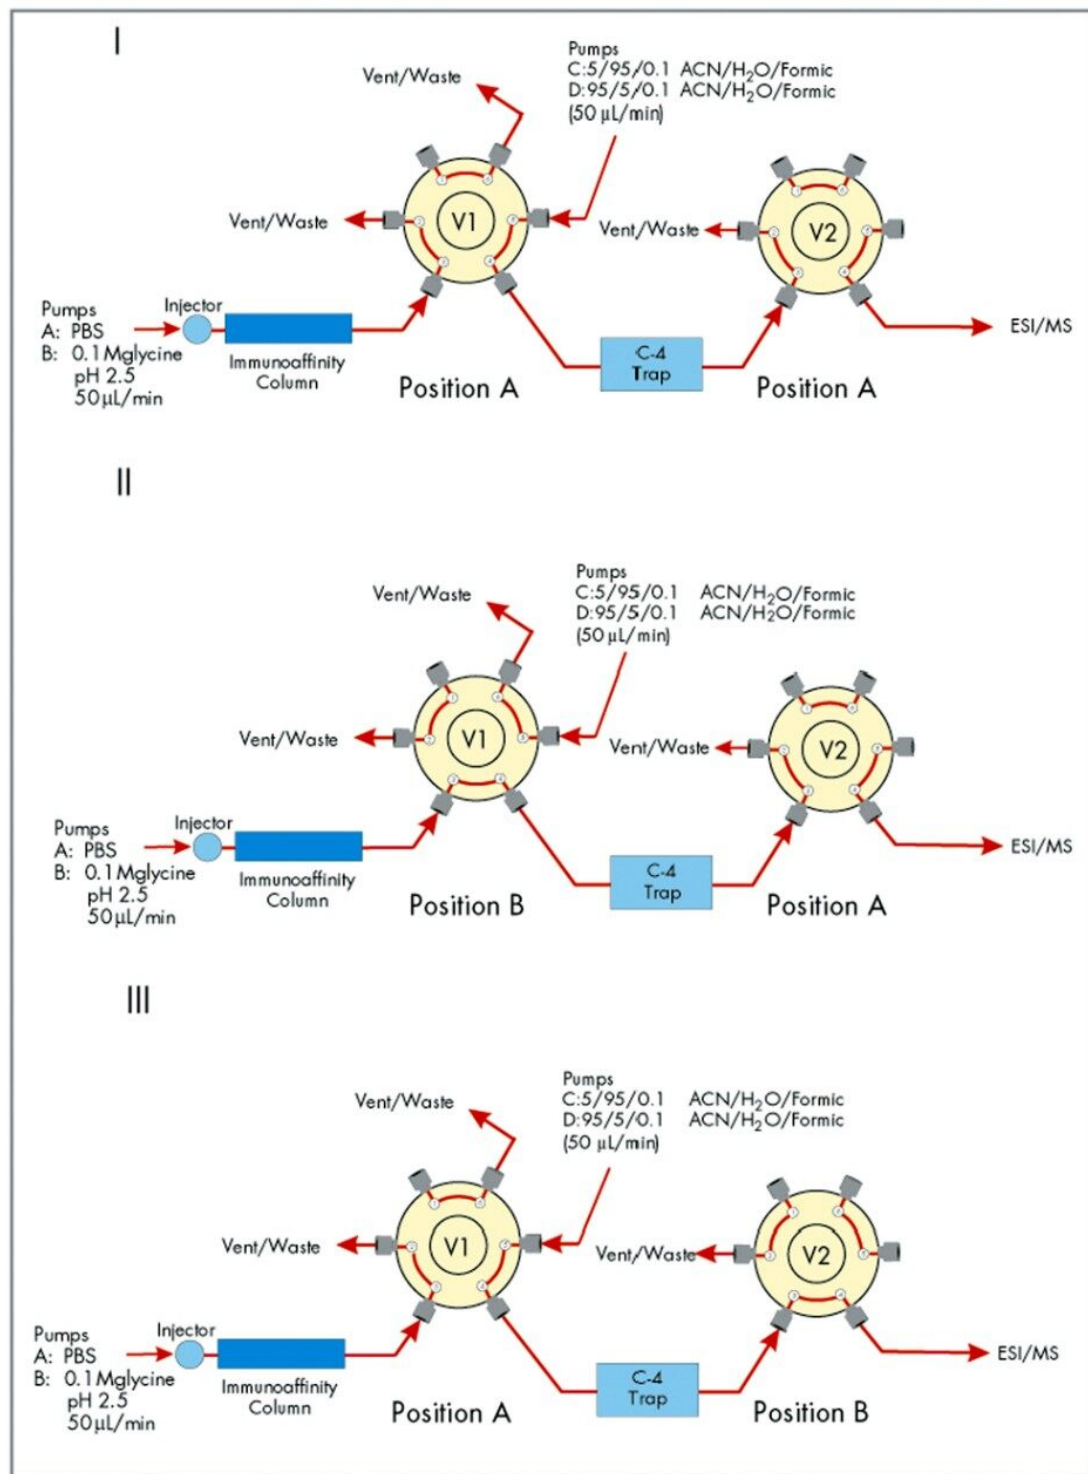 I
Pumps
C:5/95/0.1 ACN/H₂O/Formic
D:95/5/0.1 ACN/H₂O/Formic
(50 µL/min)
Vent/Waste
Vent/Waste
V1
Vent/Waste
V2
Pumps
A: PBS
B: 0.1Mglycine
pH 2.5
50µL/min
Injector
Immunoaffinity
Column
C-4
Trap
ESI/MS
Position A
Position A
II
Pumps
C:5/95/0.1 ACN/H₂O/Formic
D:95/5/0.1 ACN/H₂O/Formic
(50 µL/min)
Vent/Waste
Vent/Waste
V1
Vent/Waste
V2
Pumps
A: PBS
B: 0.1Mglycine
pH 2.5
50µL/min
Injector
Immunoaffinity
Column
C-4
Trap
ESI/MS
Position B
Position A
III
Pumps
C:5/95/0.1 ACN/H₂O/Formic
D:95/5/0.1 ACN/H₂O/Formic
(50 µL/min)
Vent/Waste
Vent/Waste
V1
Vent/Waste
V2
Pumps
A: PBS
B: 0.1Mglycine
pH 2.5
50µL/min
Injector
Immunoaffinity
Column
C-4
Trap
ESI/MS
Position A
Position B